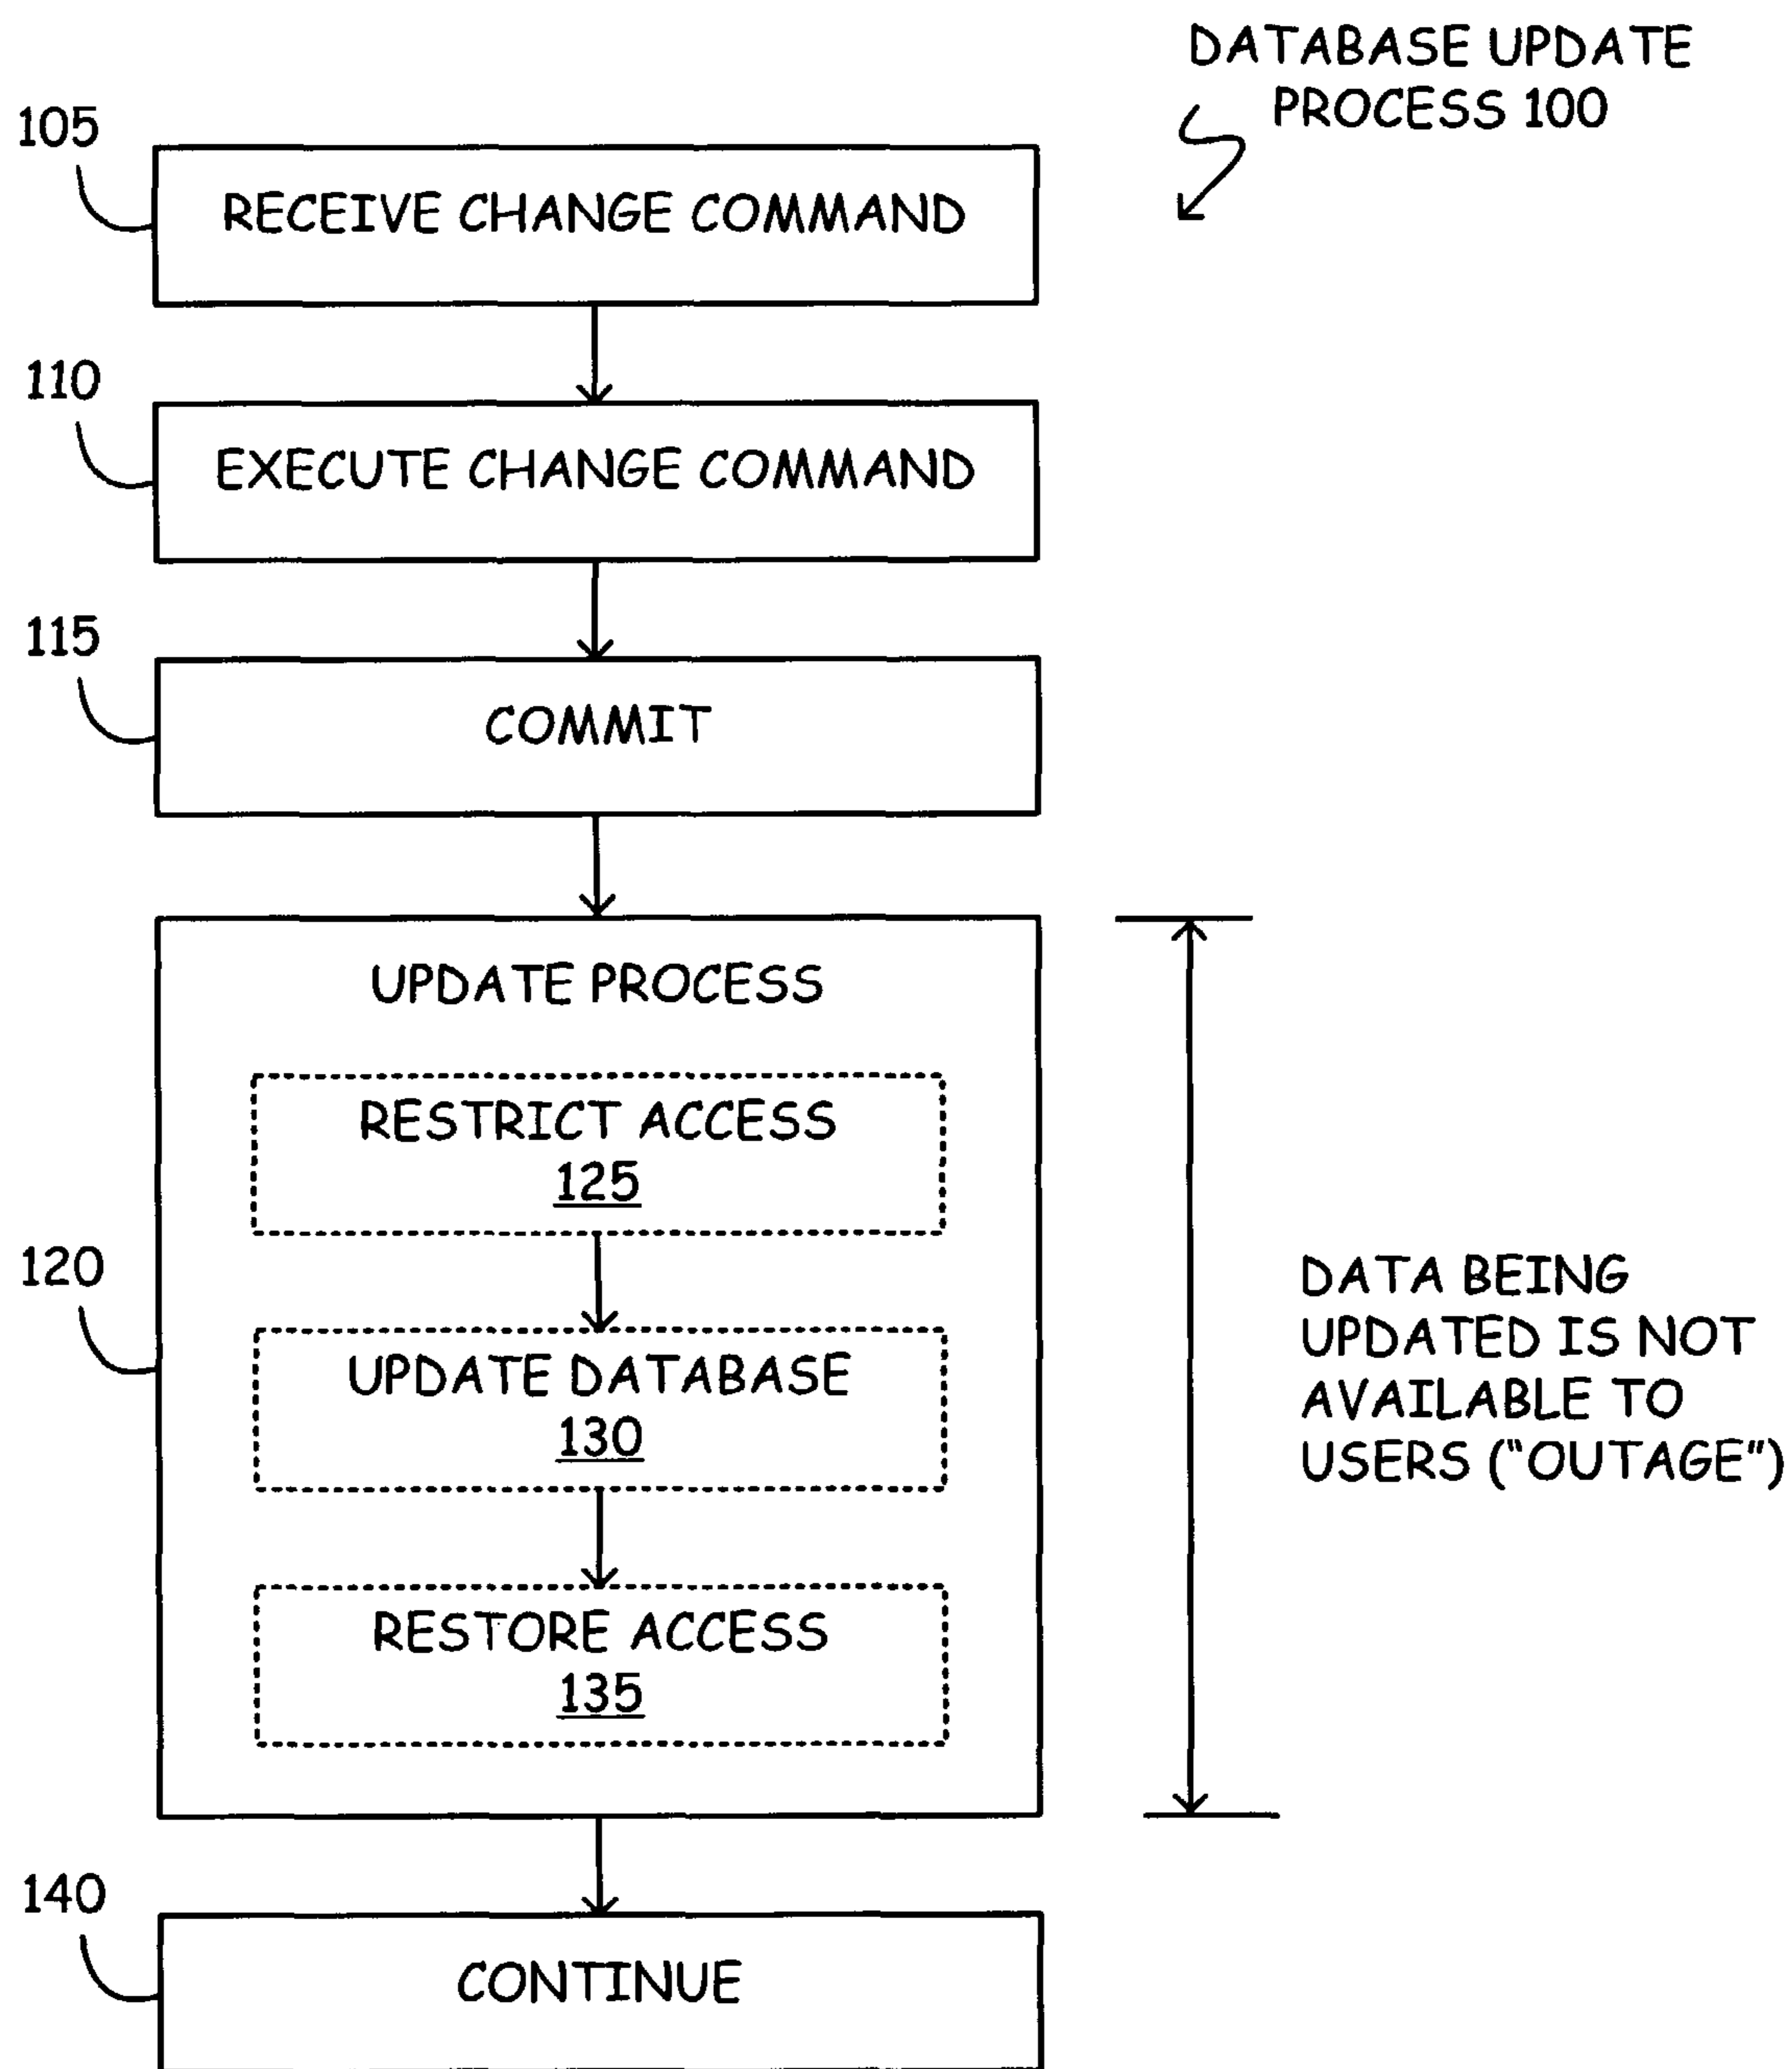 DATABASE UPDATE
PROCESS 100
105
RECEIVE CHANGE COMMAND
110
EXECUTE CHANGE COMMAND
115
COMMIT
UPDATE PROCESS
RESTRICT ACCESS
125
120
UPDATE DATABASE
130
RESTORE ACCESS
135
DATA BEING
UPDATED IS NOT
AVAILABLE TO
USERS ("OUTAGE")
140
CONTINUE